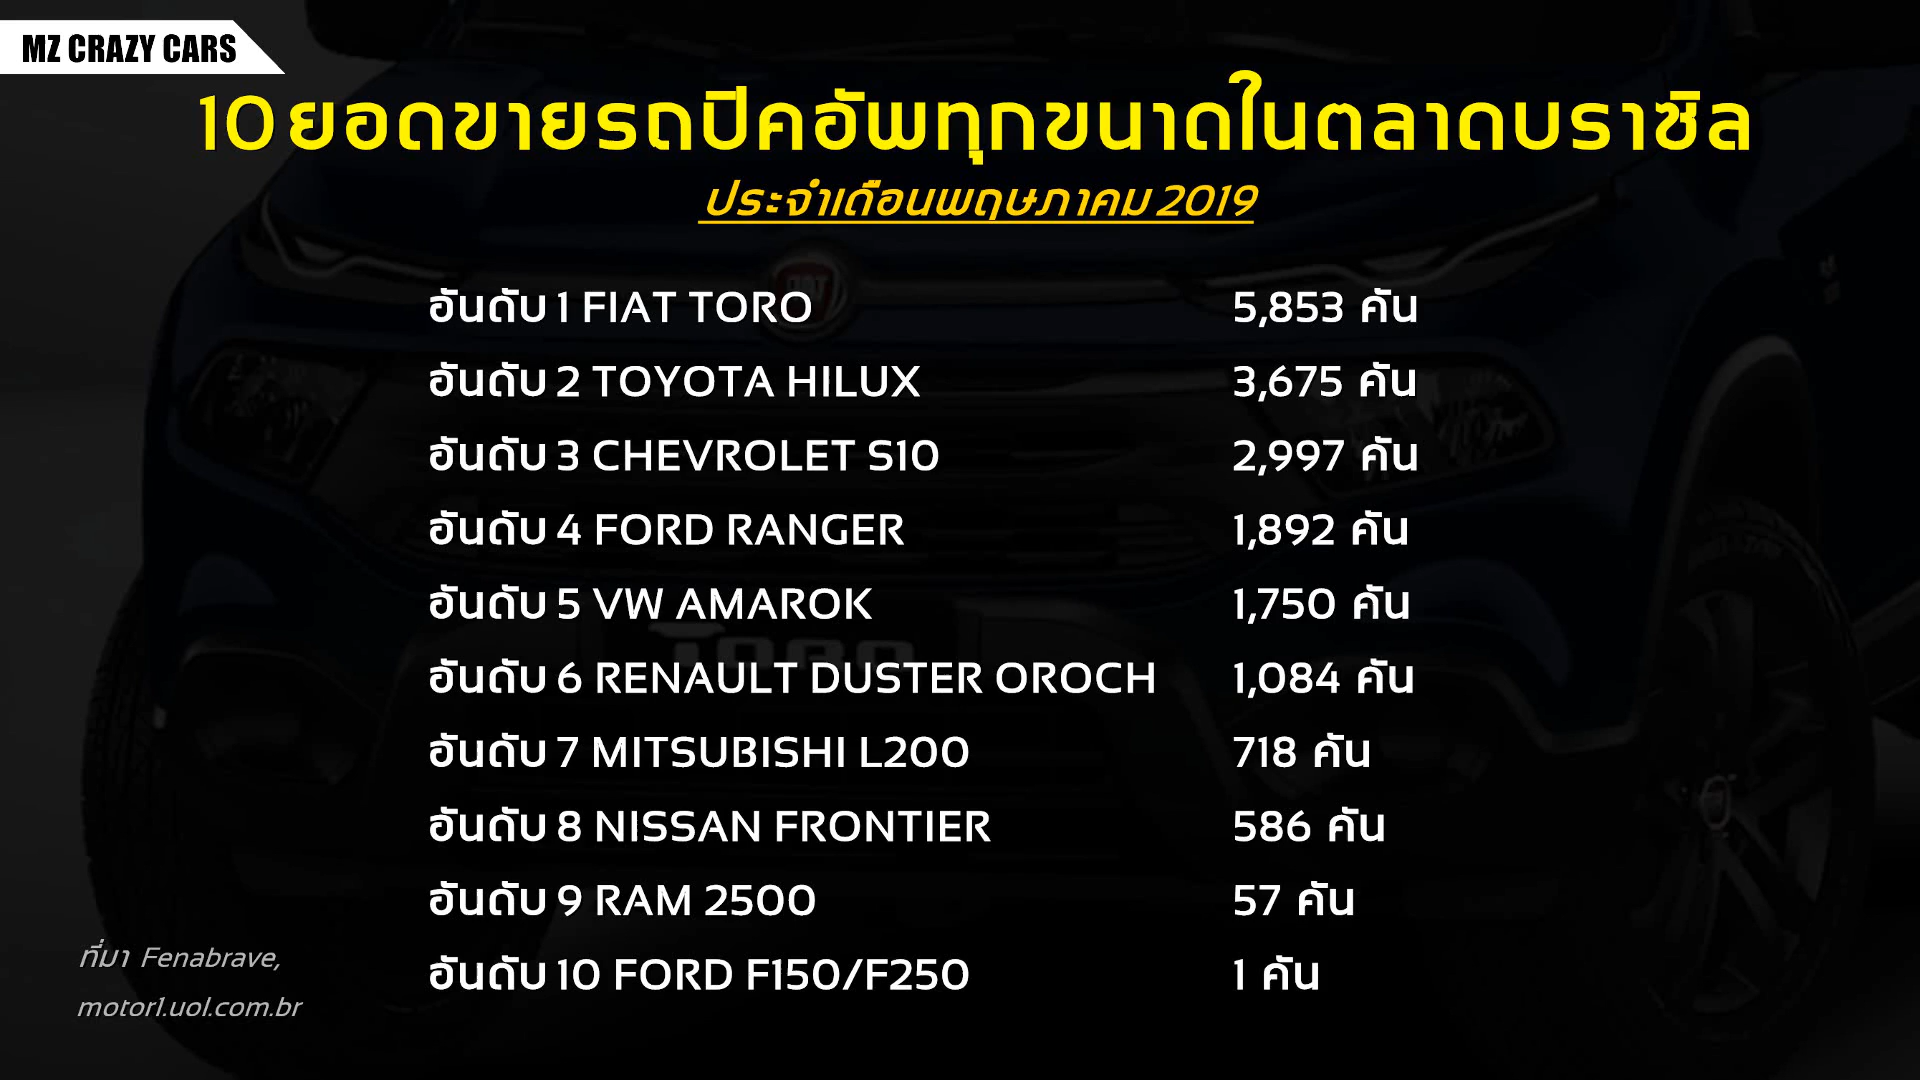 MZ CRAZY CARS
10 ยอดขายรถปิคอัพทุกขนาดในตลาดบราซิล
ประจำเดือนพฤษภาคม 2019
อันดับ 1 FIAT TORO 5,853 คัน
อันดับ 2 TOYOTA HILUX 3,675 คัน
อันดับ 3 CHEVROLET S10 2,997 คัน
อันดับ 4 FORD RANGER 1,892 คัน
อันดับ 5 VW AMAROK 1,750 คัน
TORO
อันดับ 6 RENAULT DUSTER OROCH 1,084 คัน
อันดับ 7 MITSUBISHI L200 718 คัน
อันดับ 8 NISSAN FRONTIER 586 คัน
อันดับ 9 RAM 2500 57 คัน
อันดับ 10 FORD F150/F250 1 คัน
ที่มา Fenabrave,
motor1.uol.com.br